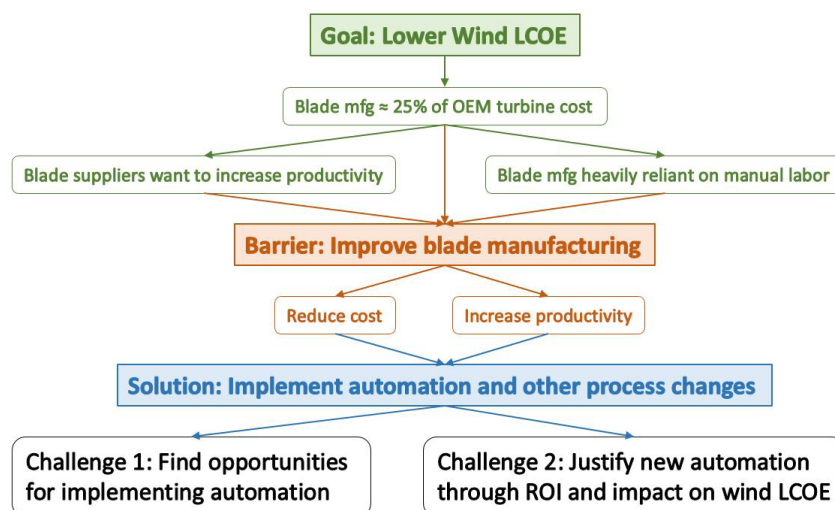 Goal: Lower Wind LCOE
Blade mfg ≈ 25% of OEM turbine cost
Blade suppliers want to increase productivity
Blade mfg heavily reliant on manual labor
Barrier: Improve blade manufacturing
Reduce cost
Increase productivity
Solution: Implement automation and other process changes
Challenge 1: Find opportunities
for implementing automation
Challenge 2: Justify new automation
through ROI and impact on wind LCOE